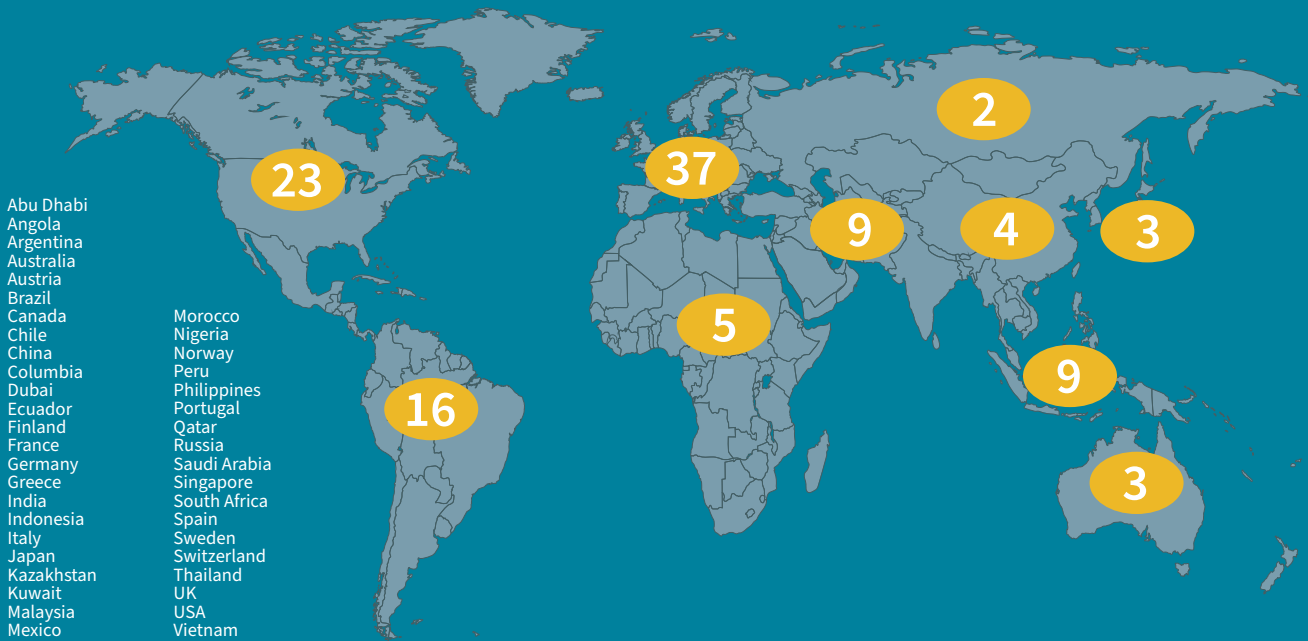 2
37
23
9
4
3
5
9
16
3
Abu Dhabi
Angola
Argentina
Australia
Austria
Brazil
Canada
Chile
China
Columbia
Dubai
Ecuador
Finland
France
Germany
Greece
India
Indonesia
Italy
Japan
Kazakhstan
Kuwait
Malaysia
Mexico
Morocco
Nigeria
Norway
Peru
Philippines
Portugal
Qatar
Russia
Saudi Arabia
Singapore
South Africa
Spain
Sweden
Switzerland
Thailand
UK
USA
Vietnam